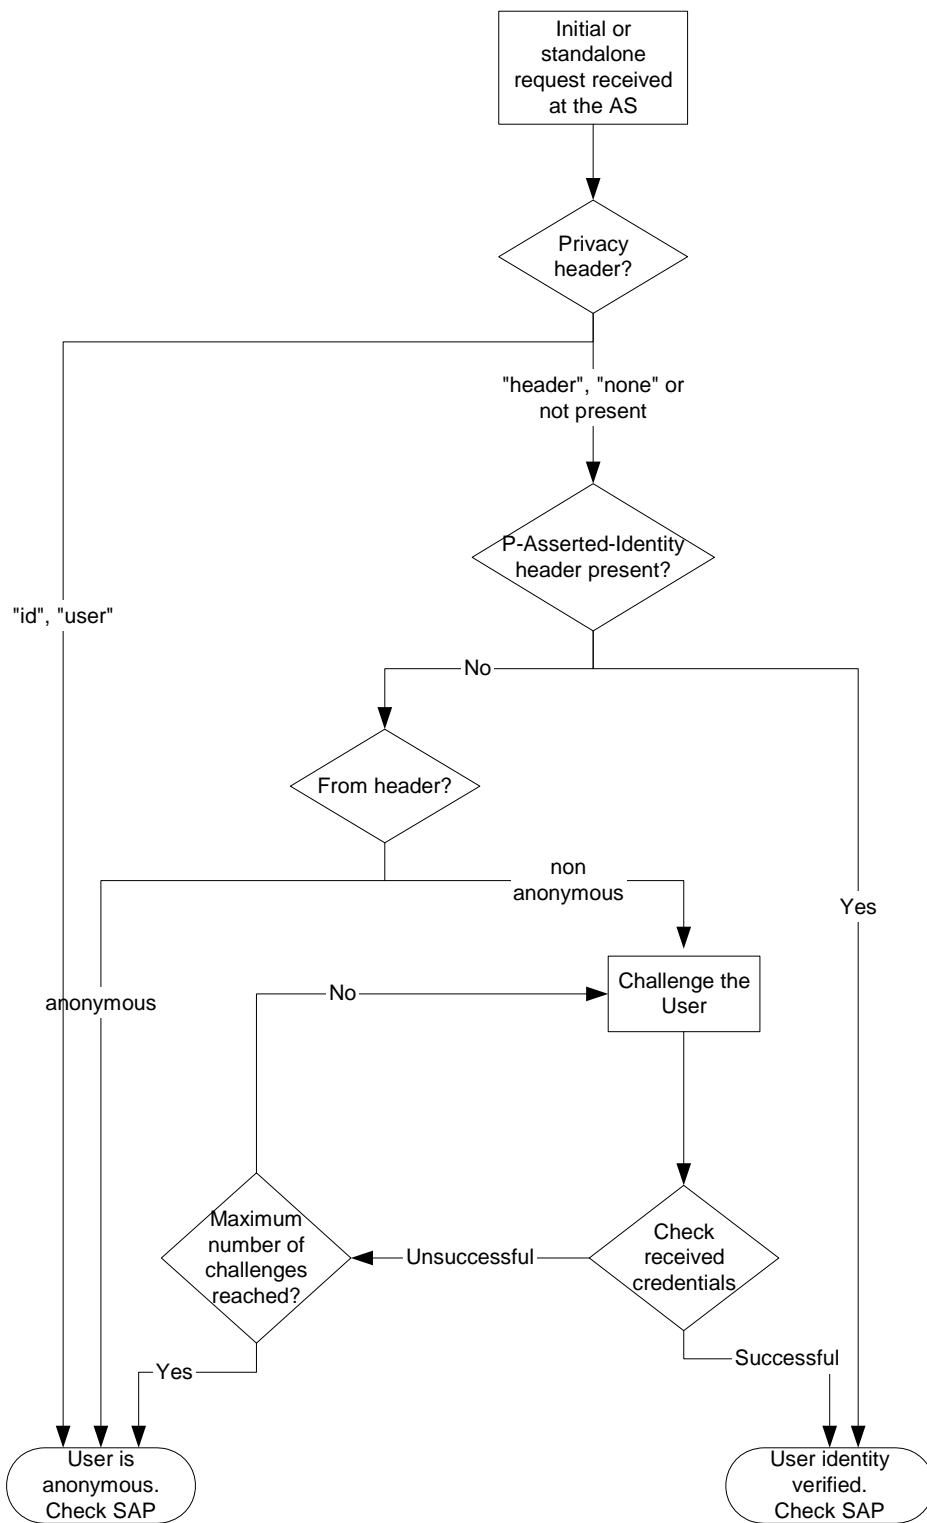 Initial or
standalone
request received
at the AS
Privacy
header?
"header", "none" or
not present
P-Asserted-Identity
header present?
"id", "user"
No
From header?
non
anonymous
Yes
anonymous
No
Challenge the
User
Maximum
number of
challenges
reached?
Unsuccessful
Check
received
credentials
Yes
Successful
User is
anonymous.
Check SAP
User identity
verified.
Check SAP